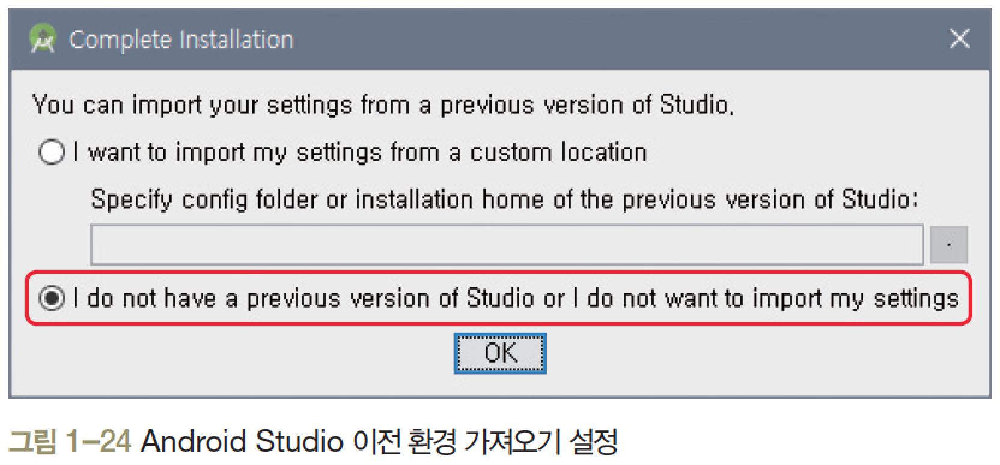 Complete Installation
You can import your settings from a previous version of Studio.
I want to import my settings from a custom location
Specify config folder or installation home of the previous version of Studio:
.
I do not have a previous version of Studio or I do not want to import my settings
OK
그림 1-24 Android Studio 이전 환경 가져오기 설정